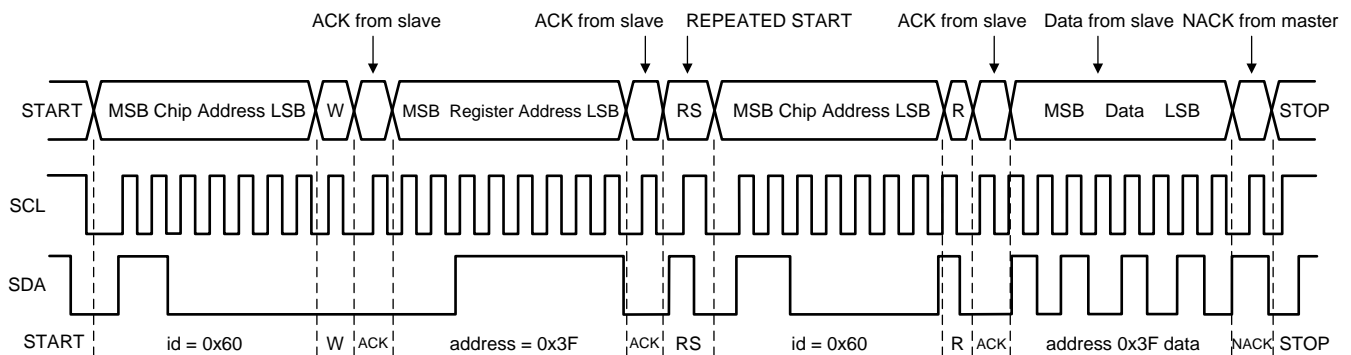 ACK from slave ACK from slave REPEATED START ACK from slave Data from slave NACK from master
START MSB Chip Address LSB W MSB Register Address LSB RS MSB Chip Address LSB R MSB Data LSB STOP
SCL
SDA
START id = 0x60 W ACK address = 0x3F ACK RS id = 0x60 R ACK address 0x3F data NACK STOP